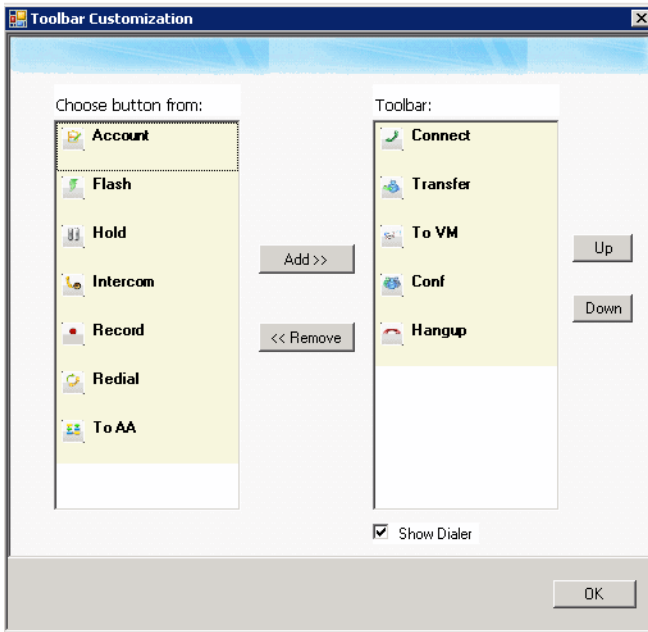 Toolbar Customization
Choose button from:
Account
Flash
Hold
Intercom
Record
Redial
To AA
Add >>
<< Remove
Toolbar:
Connect
Transfer
To VM
Conf
Hangup
Up
Down
Show Dialer
OK